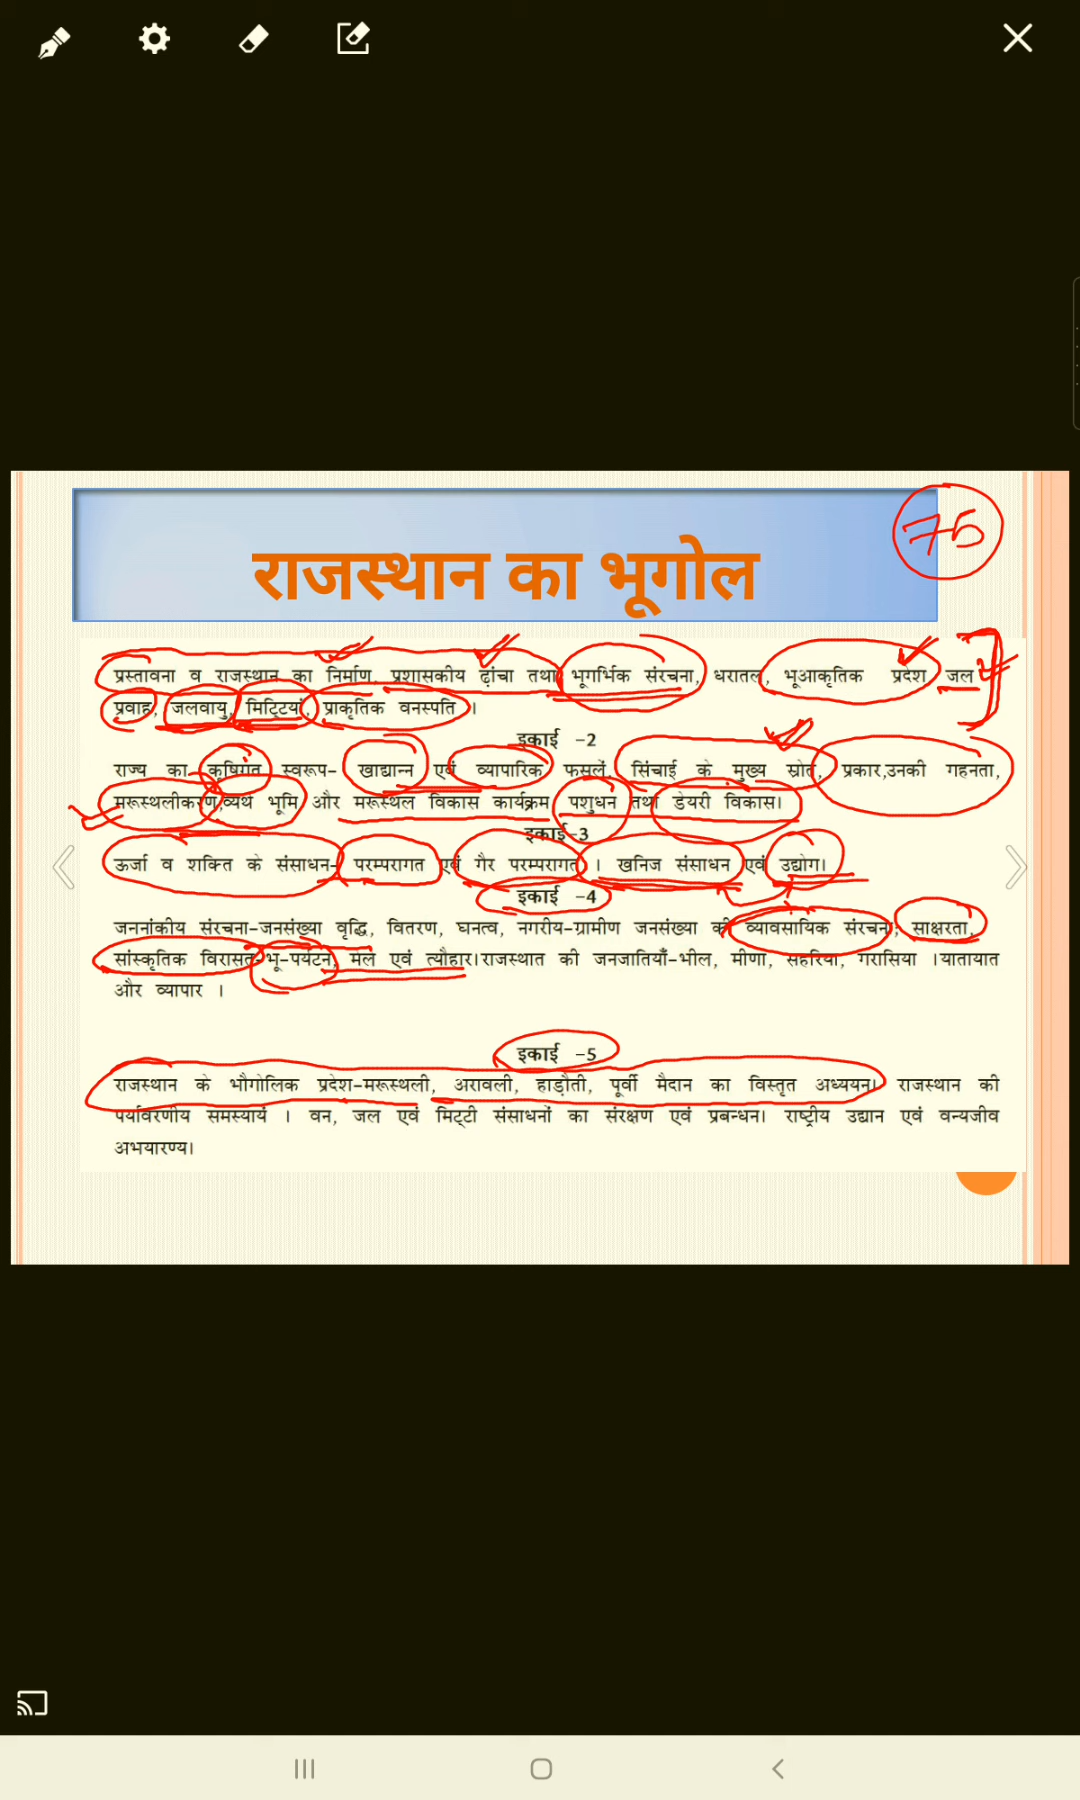 75
राजस्थान का भूगोल
प्रस्तावना व राजस्थान का निर्माण, प्रशासकीय ढ़ांचा तथा भूगर्भिक संरचना, धरातल, भूआकृतिक प्रदेश जल
प्रवाह, जलवायु, मिट्टियां, प्राकृतिक वनस्पति ।
इकाई -2
राज्य का कृषिगत स्वरूप- खाद्यान्न एवं व्यापारिक फसलें, सिंचाई के मुख्य स्रोत, प्रकार,उनकी गहनता,
मरूस्थलीकरण,व्यर्थ भूमि और मरूस्थल विकास कार्यक्रम पशुधन तथा डेयरी विकास।
इकाई-3
ऊर्जा व शक्ति के संसाधन- परम्परागत एवं गैर परम्परागत । खनिज संसाधन एवं उद्योग।
इकाई -4
जननांकीय संरचना-जनसंख्या वृद्धि, वितरण, घनत्व, नगरीय-ग्रामीण जनसंख्या की व्यावसायिक संरचना, साक्षरता,
सांस्कृतिक विरासत-भू-पर्यटन, मेले एवं त्यौहार।राजस्थात की जनजातियाँ-भील, मीणा, सहरिया, गरासिया ।यातायात
और व्यापार ।
इकाई -5
राजस्थान के भौगोलिक प्रदेश-मरूस्थली, अरावली, हाड़ौती, पूर्वी मैदान का विस्तृत अध्ययन। राजस्थान की
पर्यावरणीय समस्यायें । वन, जल एवं मिट्टी संसाधनों का संरक्षण एवं प्रबन्धन। राष्ट्रीय उद्यान एवं वन्यजीव
अभयारण्य।